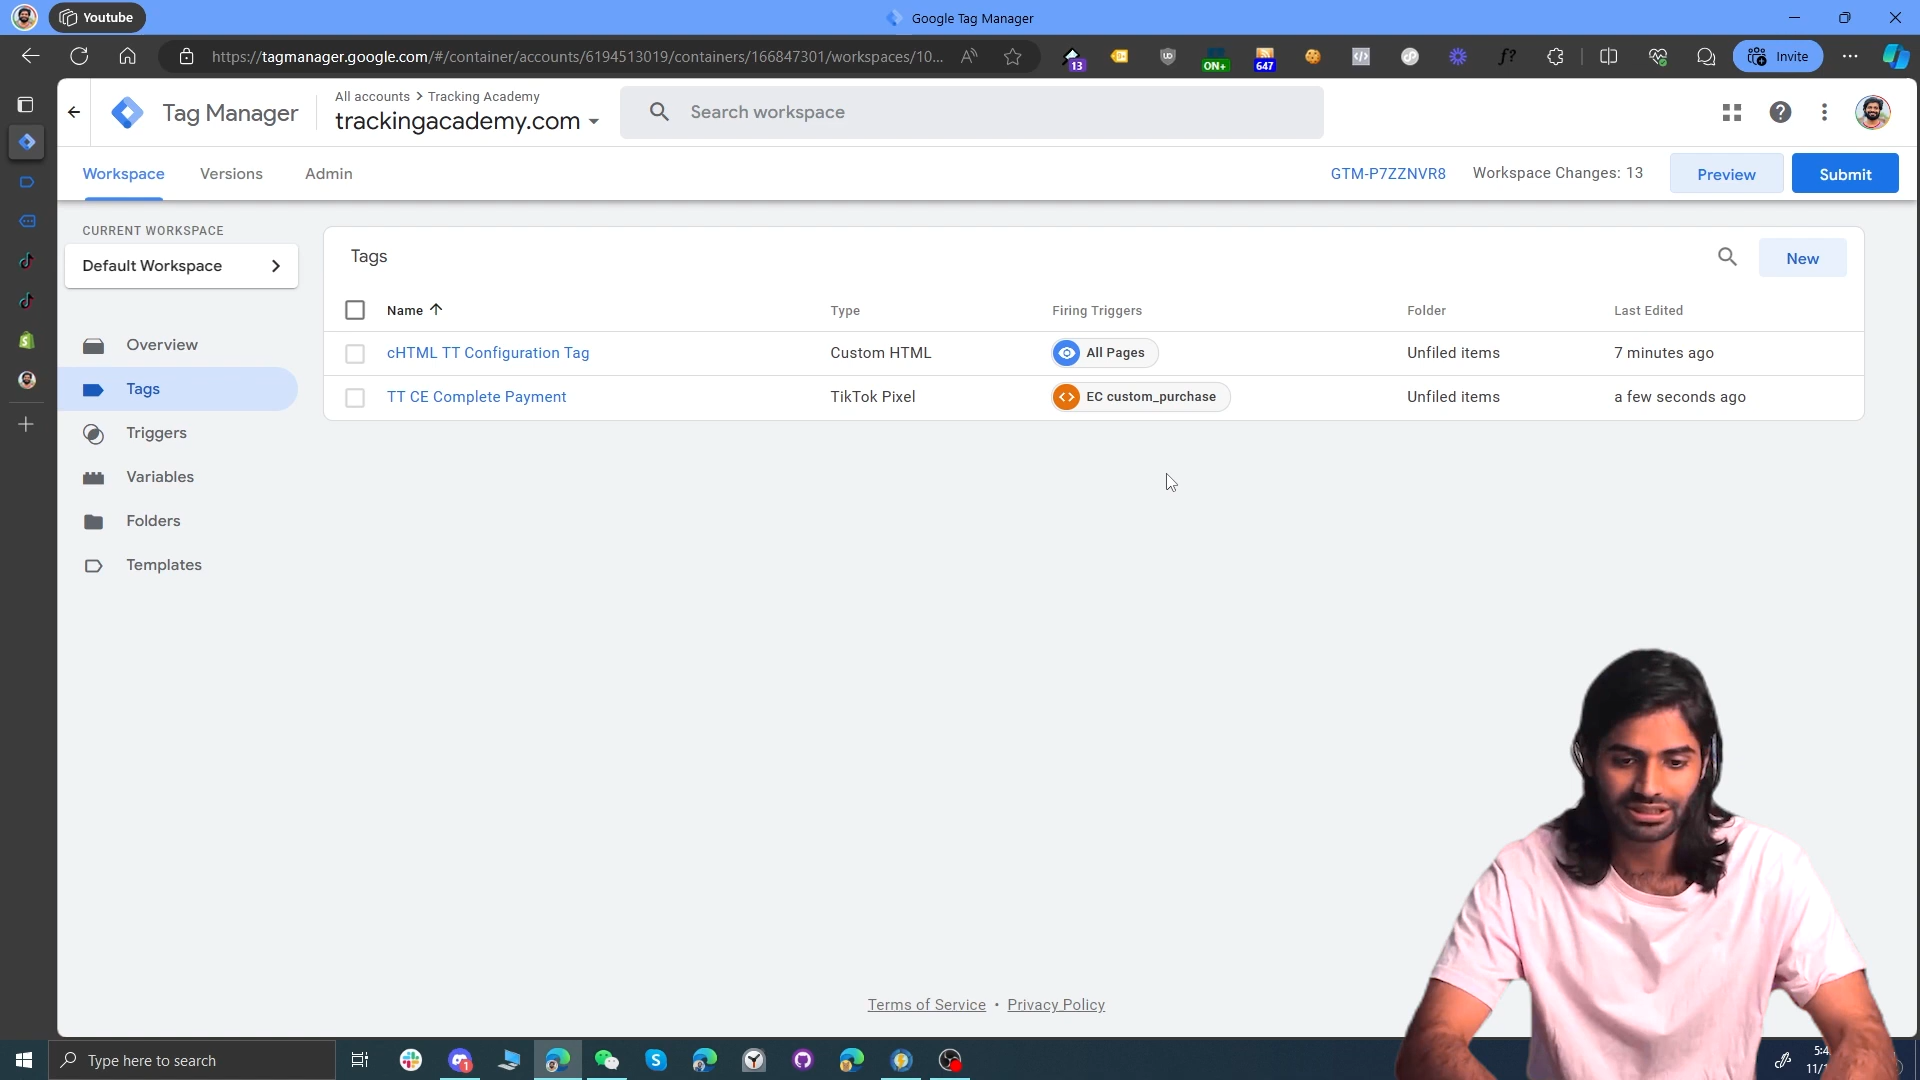 Youtube
Google Tag Manager
https://tagmanager.google.com/#/container/accounts/6194513019/containers/166847301/workspaces/10...
13
ON+
647
Invite
Tag Manager
All accounts > Tracking Academy
trackingacademy.com
Search workspace
Workspace
Versions
Admin
GTM-P7ZZNVR8
Workspace Changes: 13
Preview
Submit
CURRENT WORKSPACE
Default Workspace
Overview
Tags
Triggers
Variables
Folders
Templates
Tags
New
Name Type Firing Triggers Folder Last Edited
cHTML TT Configuration Tag Custom HTML All Pages Unfiled items 7 minutes ago
TT CE Complete Payment TikTok Pixel EC custom_purchase Unfiled items a few seconds ago
Terms of Service • Privacy Policy
Type here to search